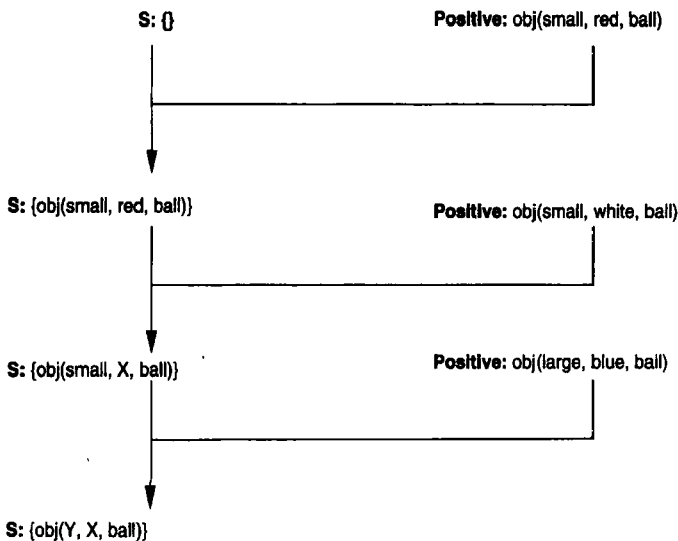 S: {}
Positive: obj(small, red, ball)
S: {obj(small, red, ball)}
Positive: obj(small, white, ball)
S: {obj(small, X, ball)}
Positive: obj(large, blue, ball)
S: {obj(Y, X, ball)}